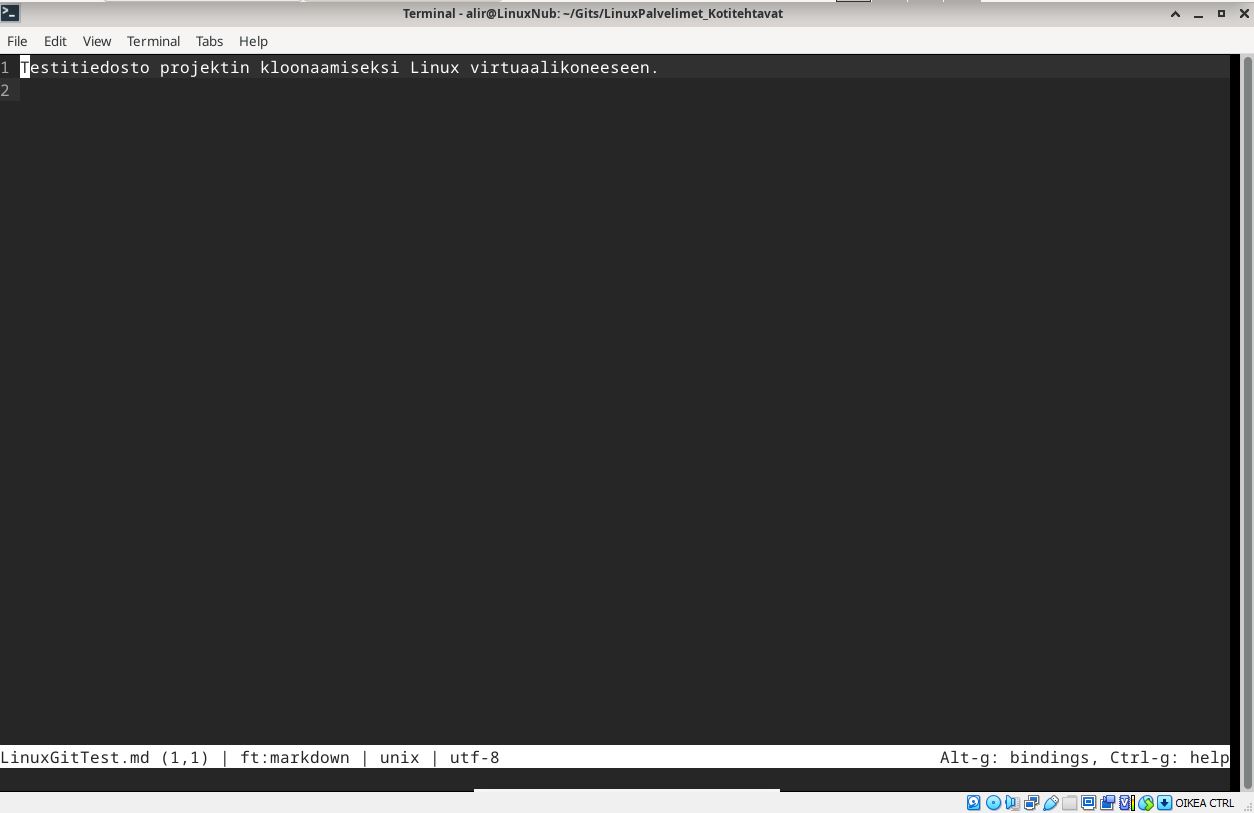 Terminal - alir@LinuxNub: ~/Gits/LinuxPalvelimet_Kotitehtavat
File Edit View Terminal Tabs Help
1 Testitiedosto projektin kloonaamiseksi Linux virtuaalikoneeseen.
2
LinuxGitTest.md (1,1) | ft:markdown | unix | utf-8 Alt-g: bindings, Ctrl-g: help
OIKEA CTRL